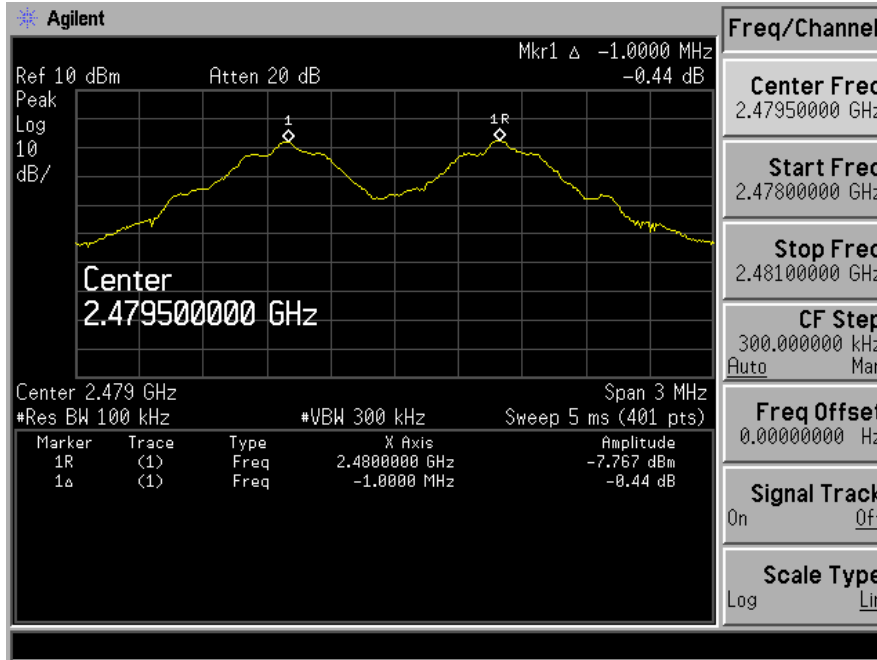 Agilent
Freq/Channel
Mkr1 Δ -1.0000 MHz
Ref 10 dBm Atten 20 dB -0.44 dB
Peak
Log
10
dB/
1
1R
Center
2.479500000 GHz
Center 2.479 GHz Span 3 MHz
#Res BW 100 kHz #VBW 300 kHz Sweep 5 ms (401 pts)
Marker Trace Type X Axis Amplitude
1R (1) Freq 2.4800000 GHz -7.767 dBm
1Δ (1) Freq -1.0000 MHz -0.44 dB
Center Freq
2.47950000 GHz
Start Freq
2.47800000 GHz
Stop Freq
2.48100000 GHz
CF Step
300.000000 kHz
Auto Man
Freq Offset
0.00000000 Hz
Signal Track
On Off
Scale Type
Log Lin